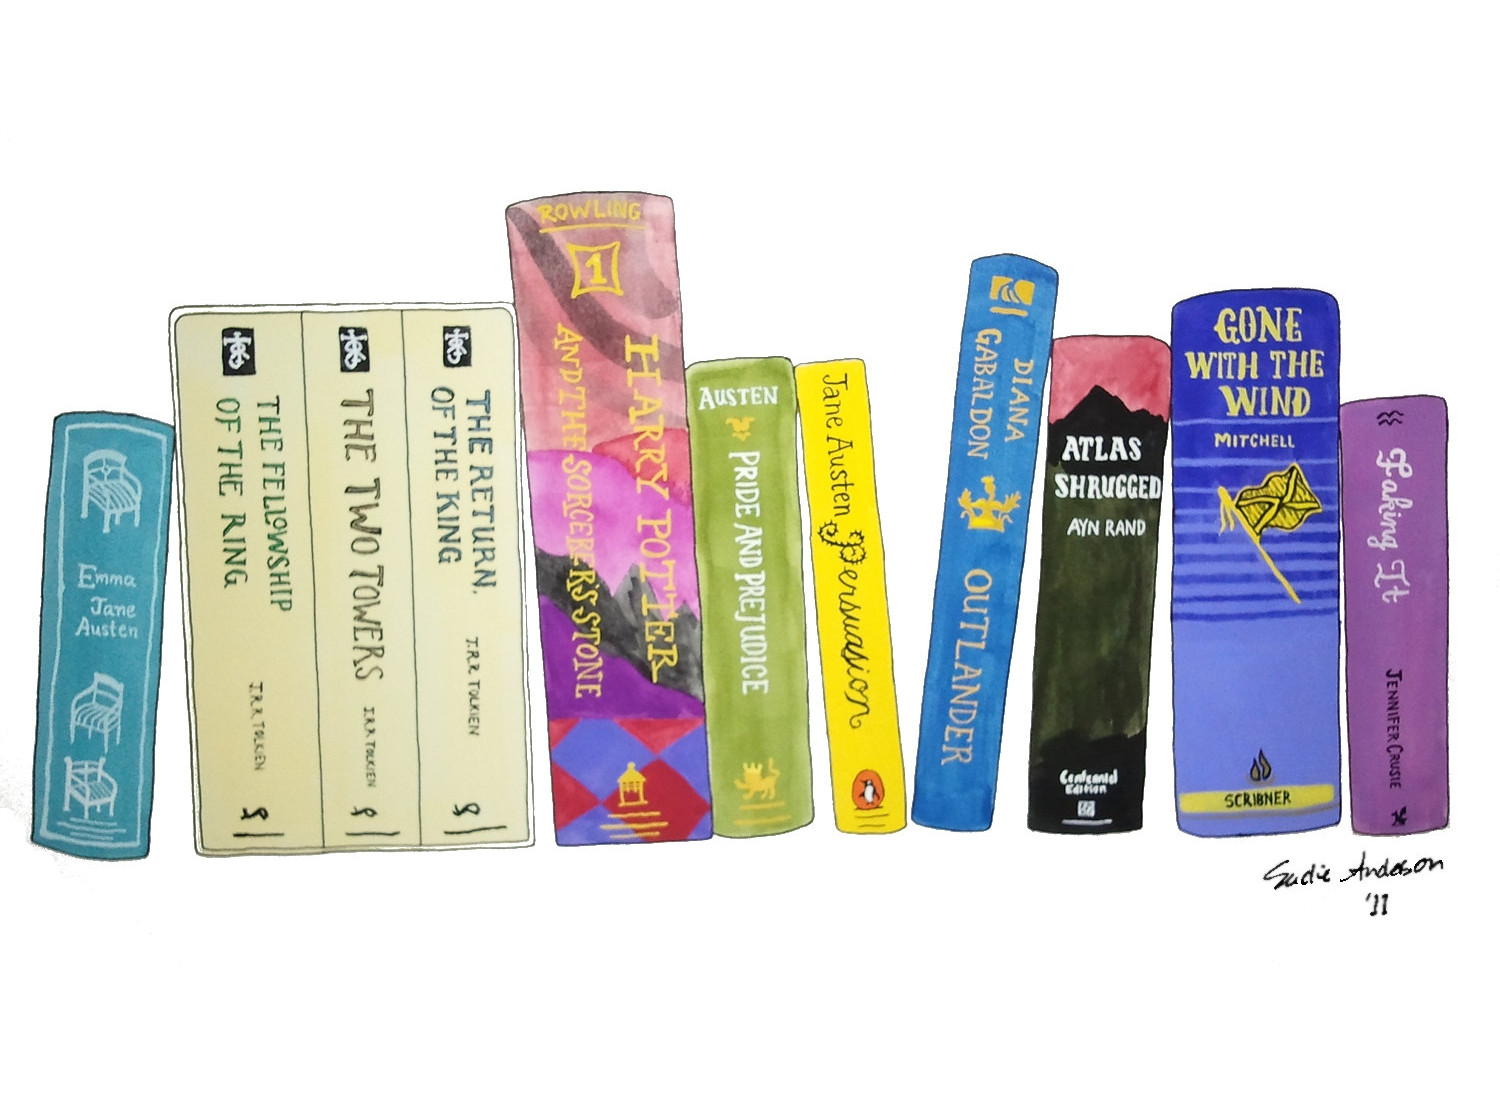 Emma
Jane
Austen
THE FELLOWSHIP
OF THE RING
J.R.R. TOLKIEN
THE TWO TOWERS
J.R.R. TOLKIEN
THE RETURN
OF THE KING
J.R.R. TOLKIEN
ROWLING
1
HARRY POTTER
AND THE SORCERER'S STONE
AUSTEN
PRIDE AND PREJUDICE
Jane Austen Persuasion
DIANA
GABALDON
OUTLANDER
ATLAS
SHRUGGED
AYN RAND
Centennial
Edition
GONE
WITH THE
WIND
MITCHELL
SCRIBNER
Faking It
JENNIFER CRUSIE
Sadie Anderson
'11